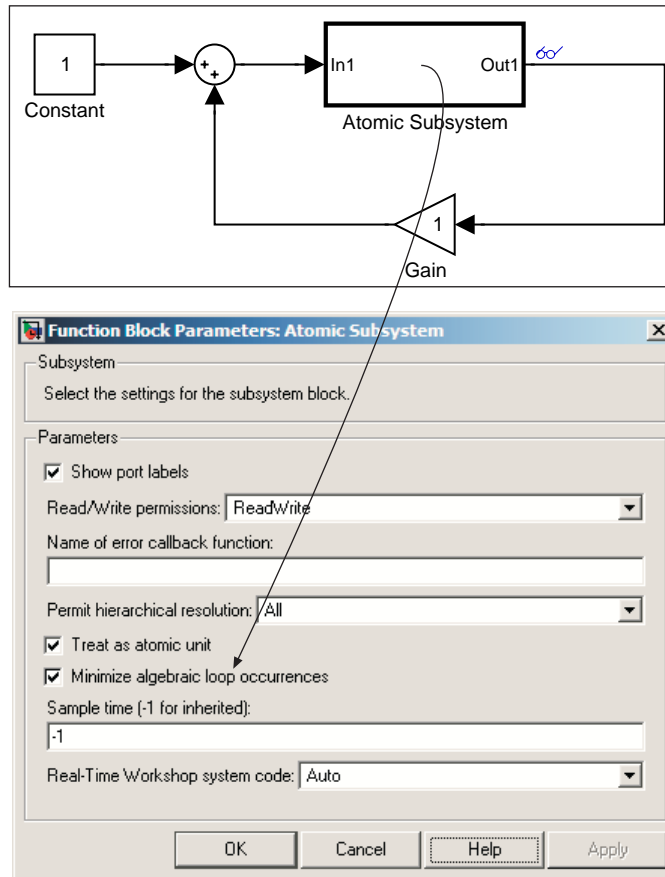 1
Constant
+
+
In1
Out1
Atomic Subsystem
1
Gain
Function Block Parameters: Atomic Subsystem
Subsystem
Select the settings for the subsystem block.
Parameters
Show port labels
Read/Write permissions: ReadWrite
Name of error callback function:
Permit hierarchical resolution: All
Treat as atomic unit
Minimize algebraic loop occurrences
Sample time (-1 for inherited):
-1
Real-Time Workshop system code: Auto
OK Cancel Help Apply